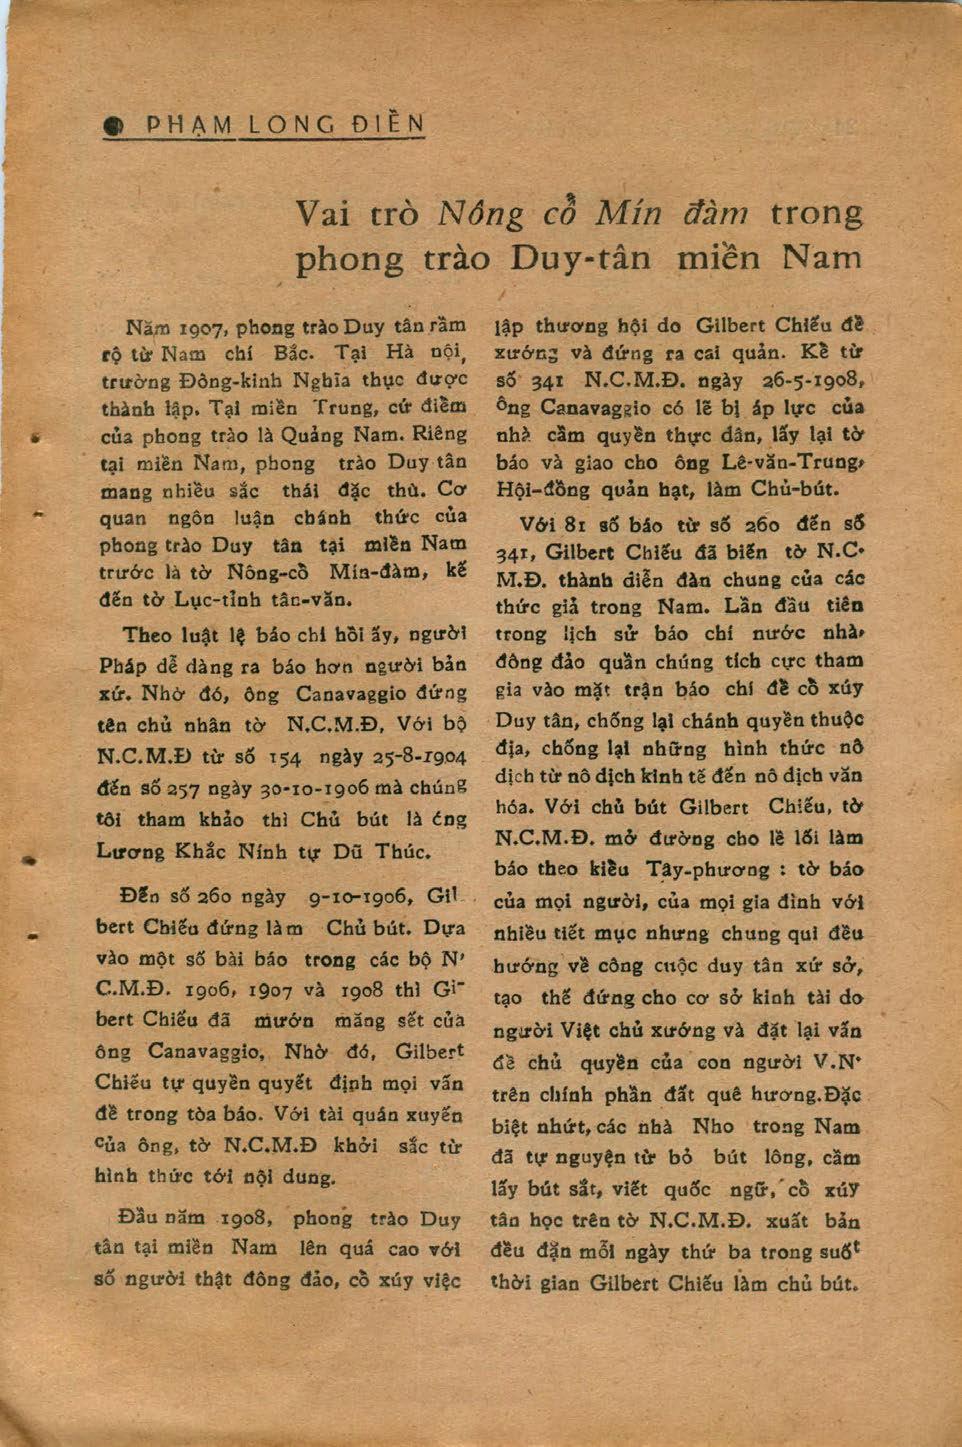 PHẠM LONG ĐIỀN
Vai trò Nông cổ Mín đàm trong
phong trào Duy-tân miền Nam
Năm 1907, phong trào Duy tân rầm
rộ từ Nam chí Bắc. Tại Hà nội,
trường Đông-kinh Nghĩa thục được
thành lập. Tại miền Trung, cứ điểm
của phong trào là Quảng Nam. Riêng
tại miền Nam, phong trào Duy tân
mang nhiều sắc thái đặc thù. Cơ
quan ngôn luận chánh thức của
phong trào Duy tân tại miền Nam
trước là tờ Nông-cổ Mín-đàm, kế
đến tờ Lục-tỉnh tân-văn.
Theo luật lệ báo chí hồi ấy, người
Pháp dễ dàng ra báo hơn người bản
xứ. Nhờ đó, ông Canavaggio đứng
tên chủ nhân tờ N.C.M.Đ, Với bộ
N.C.M.Đ từ số 154 ngày 25-8-1904
đến số 257 ngày 30-10-1906 mà chúng
tôi tham khảo thì Chủ bút là ông
Lương Khắc Nính tự Dũ Thúc.
Đến số 260 ngày 9-10-1906, Gil-
bert Chiếu đứng làm Chủ bút. Dựa
vào một số bài báo trong các bộ N.
C.M.Đ. 1906, 1907 và 1908 thì Gi-
bert Chiếu đã mướn măng sết của
ông Canavaggio, Nhờ đó, Gilbert
Chiếu tự quyền quyết định mọi vấn
đề trong tòa báo. Với tài quán xuyến
của ông, tờ N.C.M.Đ khởi sắc từ
hình thức tới nội dung.
Đầu năm 1908, phong trào Duy
tân tại miền Nam lên quá cao với
số người thật đông đảo, cổ xúy việc
lập thương hội do Gilbert Chiếu đề
xướng và đứng ra cai quản. Kể từ
số 341 N.C.M.Đ. ngày 26-5-1908,
ông Canavaggio có lẽ bị áp lực của
nhà cầm quyền thực dân, lấy lại tờ
báo và giao cho ông Lê-văn-Trung,
Hội-đồng quản hạt, làm Chủ-bút.
Với 81 số báo từ số 260 đến số
341, Gilbert Chiếu đã biến tờ N.C.
M.Đ. thành diễn đàn chung của các
thức giả trong Nam. Lần đầu tiên
trong lịch sử báo chí nước nhà,
đông đảo quần chúng tích cực tham
gia vào mặt trận báo chí để cổ xúy
Duy tân, chống lại chánh quyền thuộc
địa, chống lại những hình thức nô
dịch từ nô dịch kinh tế đến nô dịch văn
hóa. Với chủ bút Gilbert Chiếu, tờ
N.C.M.Đ. mở đường cho lề lối làm
báo theo kiểu Tây-phương : tờ báo
của mọi người, của mọi gia đình với
nhiều tiết mục nhưng chung qui đều
hướng về công cuộc duy tân xứ sở,
tạo thế đứng cho cơ sở kinh tài do
người Việt chủ xướng và đặt lại vấn
đề chủ quyền của con người V.N.
trên chính phần đất quê hương.Đặc
biệt nhứt, các nhà Nho trong Nam
đã tự nguyện từ bỏ bút lông, cầm
lấy bút sắt, viết quốc ngữ, cổ xúy
tân học trên tờ N.C.M.Đ. xuất bản
đều đặn mỗi ngày thứ ba trong suốt
thời gian Gilbert Chiếu làm chủ bút.